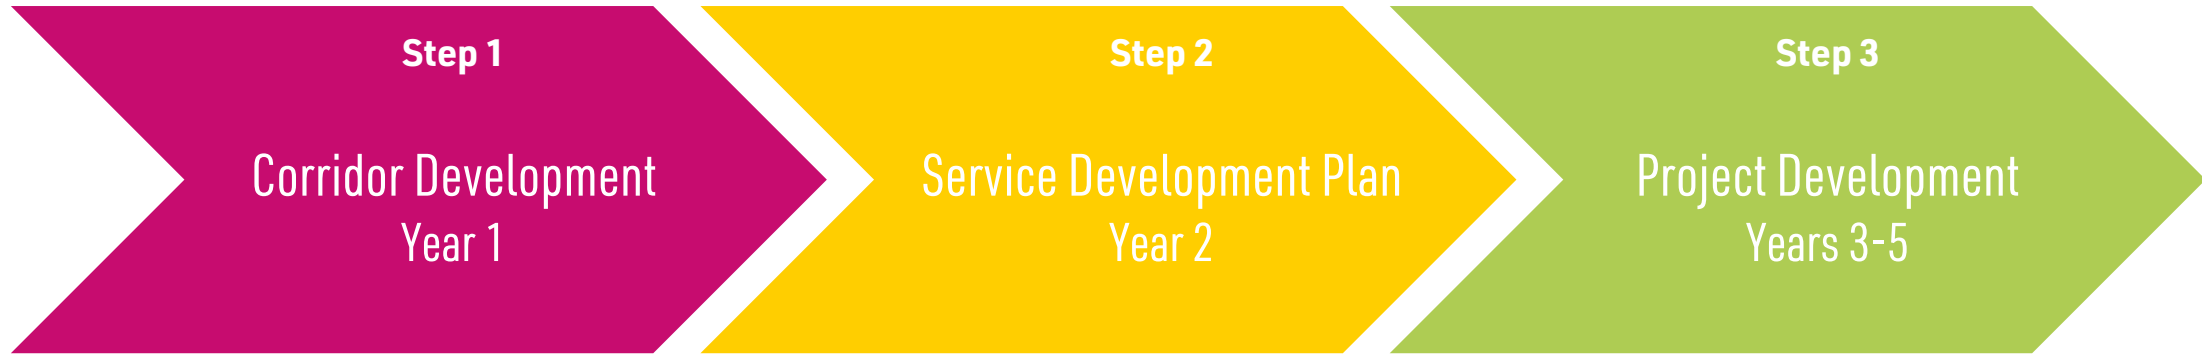 Step 1
Corridor Development
Year 1
Step 2
Service Development Plan
Year 2
Step 3
Project Development
Years 3-5